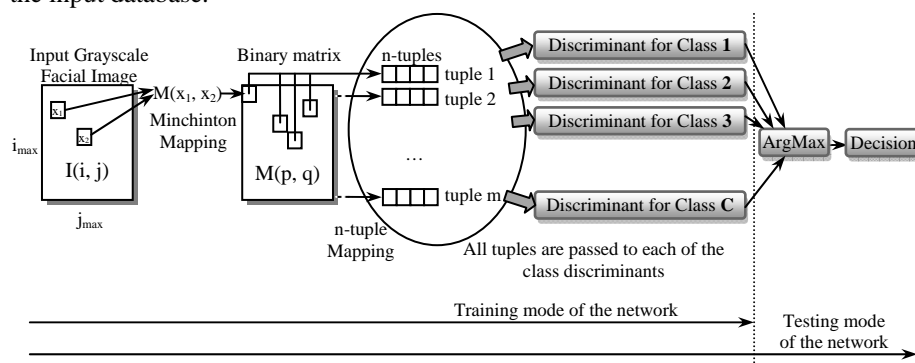 the input database.
Input Grayscale
Facial Image
x₁
x₂
I(i, j)
i_max
j_max
M(x₁, x₂)
Minchinton
Mapping
Binary matrix
M(p, q)
n-tuples
tuple 1
tuple 2
...
tuple m
n-tuple
Mapping
Discriminant for Class 1
Discriminant for Class 2
Discriminant for Class 3
Discriminant for Class C
All tuples are passed to each of the
class discriminants
ArgMax
Decision
Training mode of the network
Testing mode
of the network